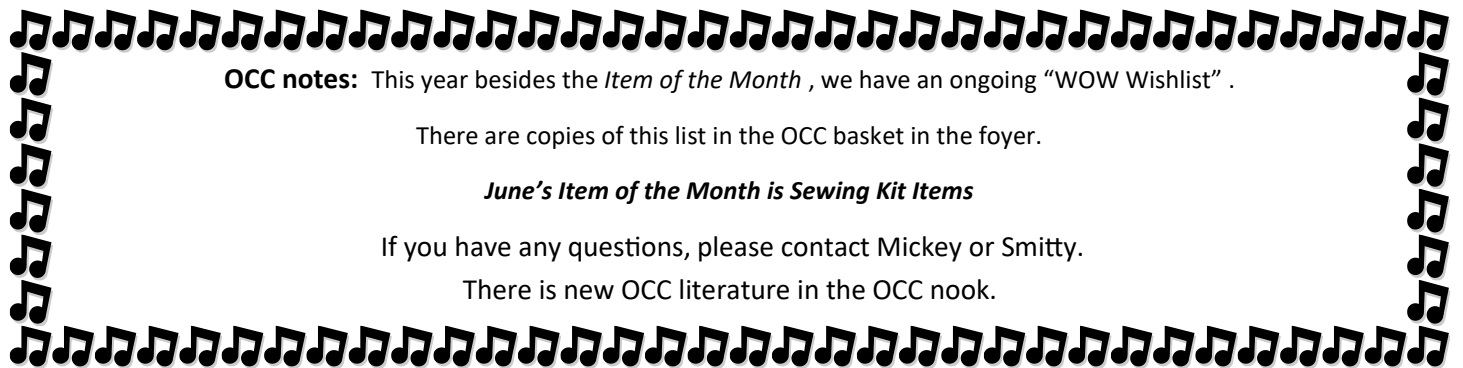 OCC notes: This year besides the Item of the Month , we have an ongoing “WOW Wishlist” .
There are copies of this list in the OCC basket in the foyer.
June’s Item of the Month is Sewing Kit Items
If you have any questions, please contact Mickey or Smitty.
There is new OCC literature in the OCC nook.